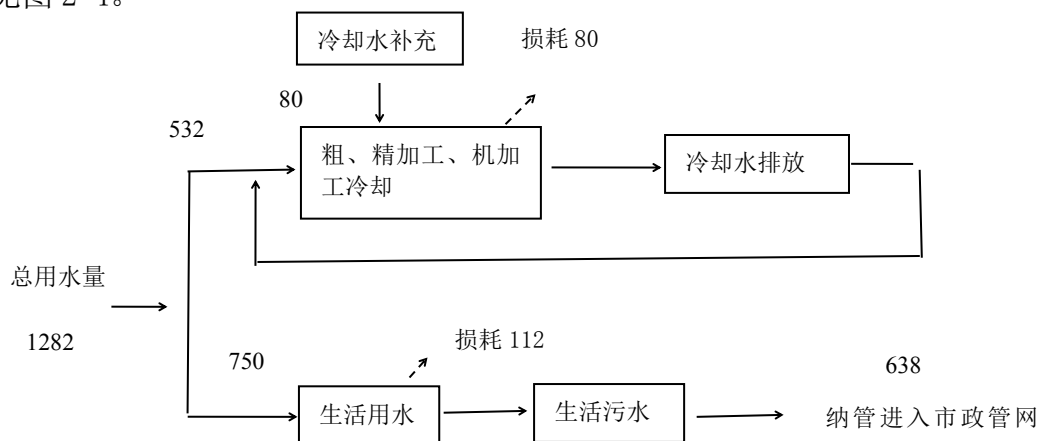 见图 2-1。
冷却水补充
损耗 80
80
532
粗、精加工、机加
工冷却
冷却水排放
总用水量
1282
750
损耗 112
638
生活用水
生活污水
纳管进入市政管网